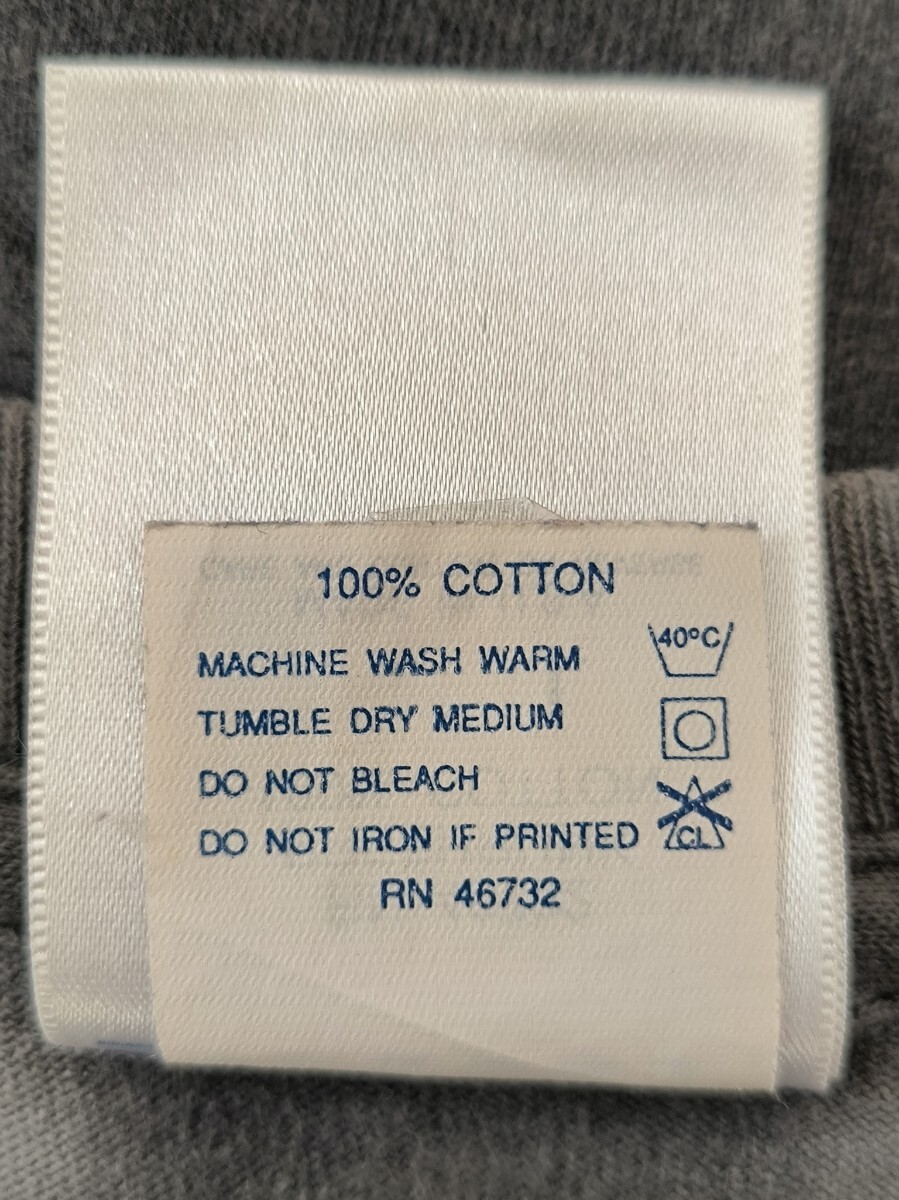 100% COTTON
MACHINE WASH WARM
40°C
TUMBLE DRY MEDIUM
DO NOT BLEACH
CL
DO NOT IRON IF PRINTED
RN 46732